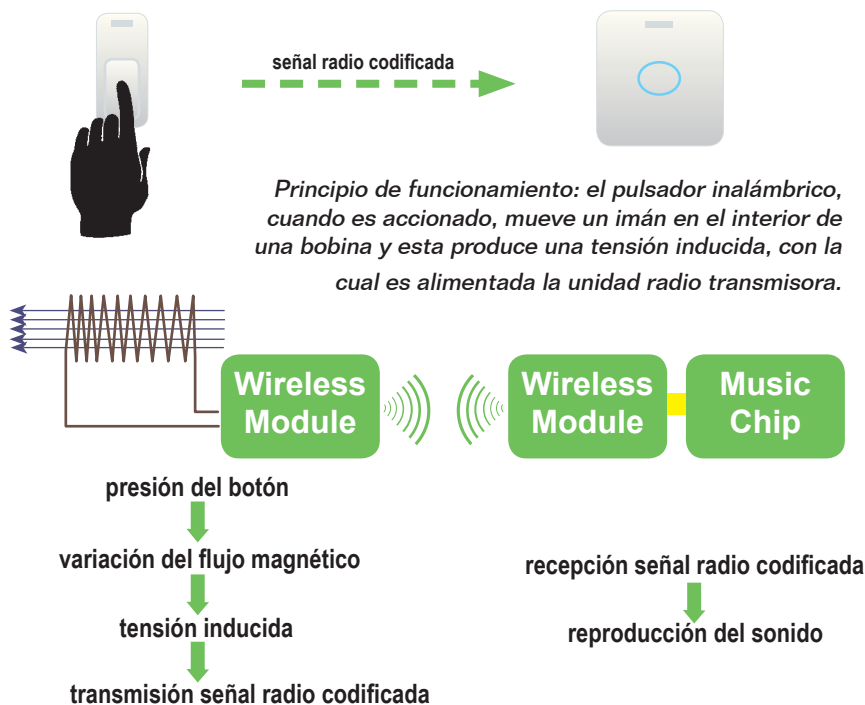 señal radio codificada
Principio de funcionamiento: el pulsador inalámbrico,
cuando es accionado, mueve un imán en el interior de
una bobina y esta produce una tensión inducida, con la
cual es alimentada la unidad radio transmisora.
Wireless
Module
Wireless
Module
Music
Chip
presión del botón
variación del flujo magnético
tensión inducida
transmisión señal radio codificada
recepción señal radio codificada
reproducción del sonido